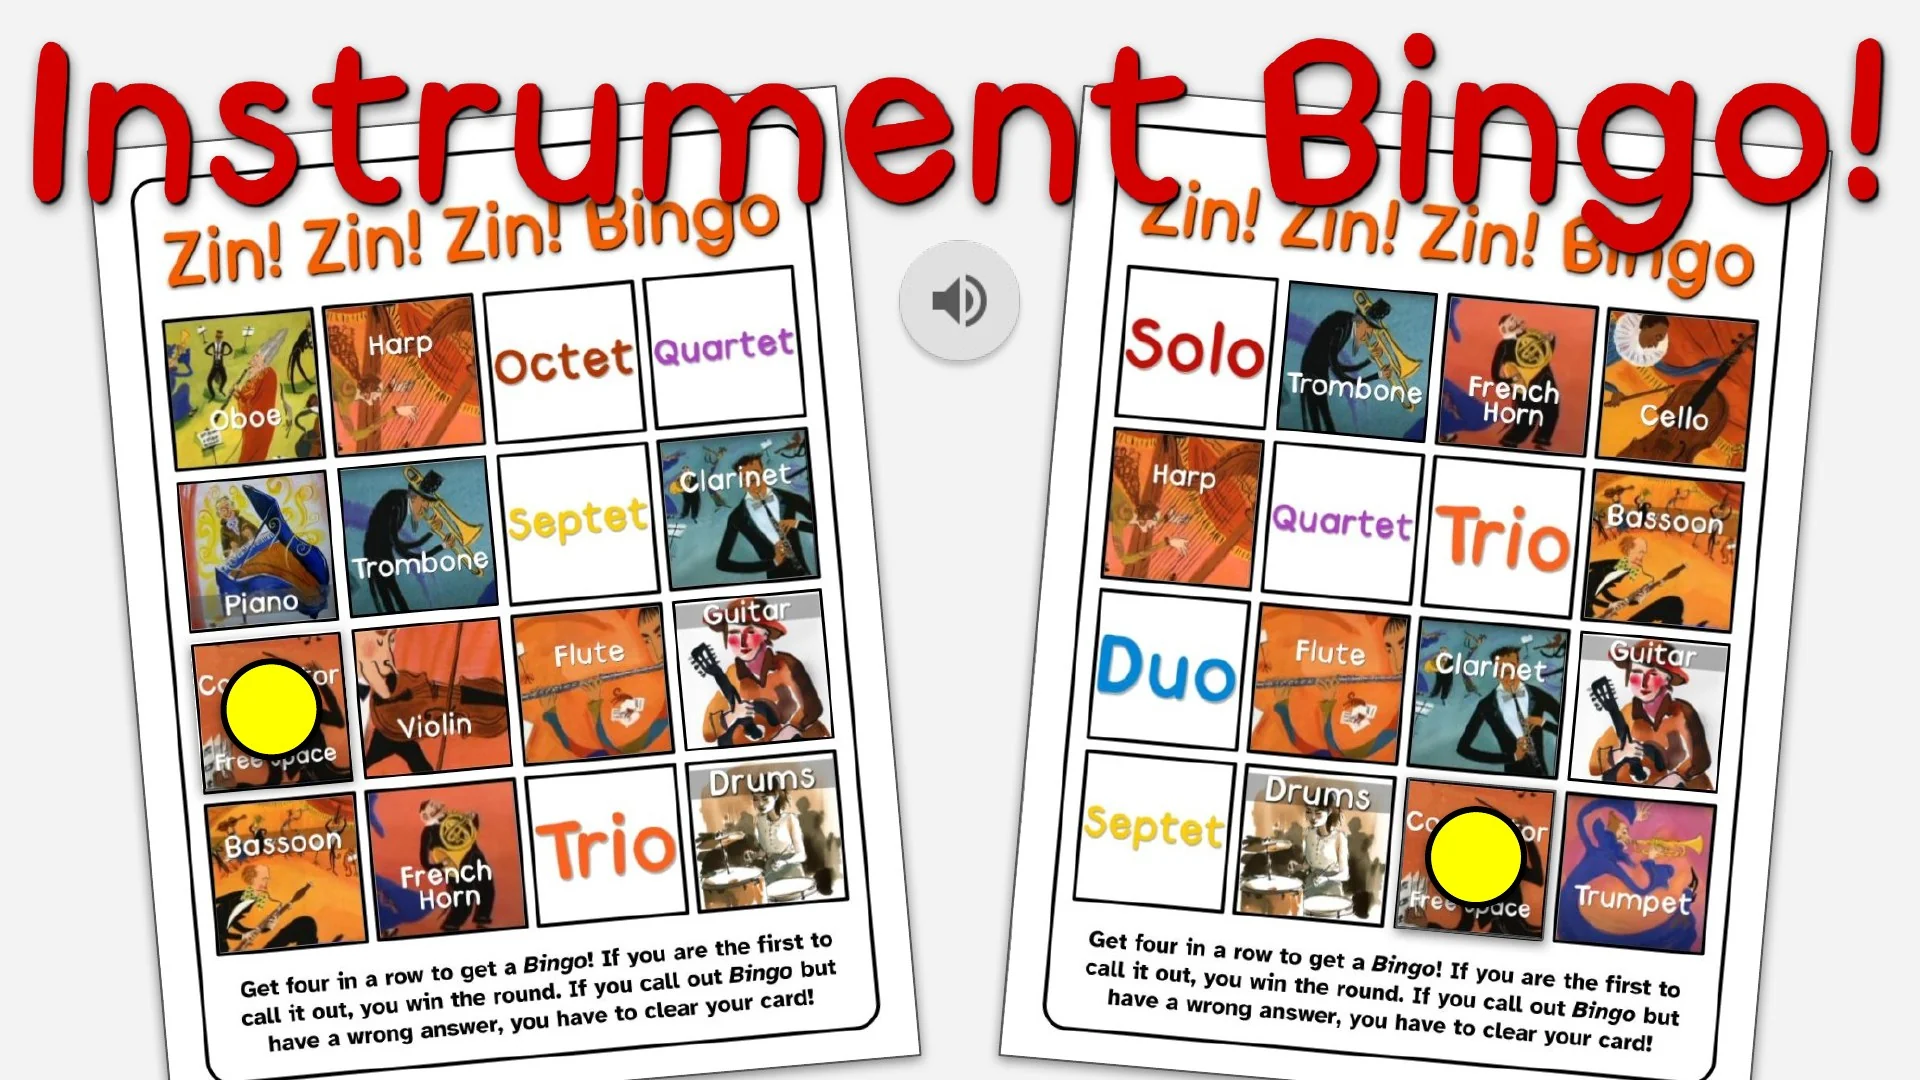 Instrument Bingo!
Zin! Zin! Zin! Bingo
Oboe
Harp
Octet
Quartet
Piano
Trombone
Septet
Clarinet
Free Space
Violin
Flute
Guitar
Bassoon
French
Horn
Trio
Drums
Get four in a row to get a Bingo! If you are the first to
call it out, you win the round. If you call out Bingo but
have a wrong answer, you have to clear your card!
Zin! Zin! Zin! Bingo
Solo
Trombone
French
Horn
Cello
Harp
Quartet
Trio
Bassoon
Duo
Flute
Clarinet
Guitar
Septet
Drums
Free Space
Trumpet
Get four in a row to get a Bingo! If you are the first to
call it out, you win the round. If you call out Bingo but
have a wrong answer, you have to clear your card!